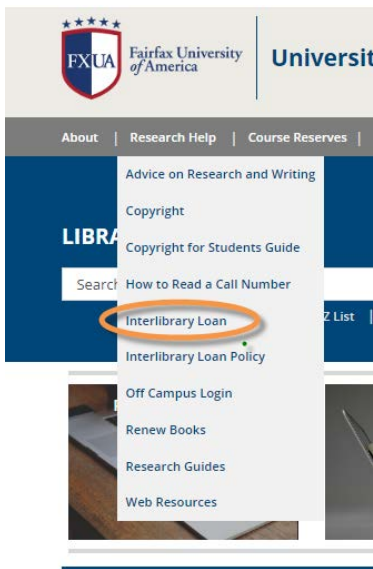 FXUA
Fairfax University
of America
Universit
About | Research Help | Course Reserves |
Advice on Research and Writing
Copyright
LIBRA
Copyright for Students Guide
Search
How to Read a Call Number
Interlibrary Loan
Z List |
Interlibrary Loan Policy
Off Campus Login
Renew Books
Research Guides
Web Resources